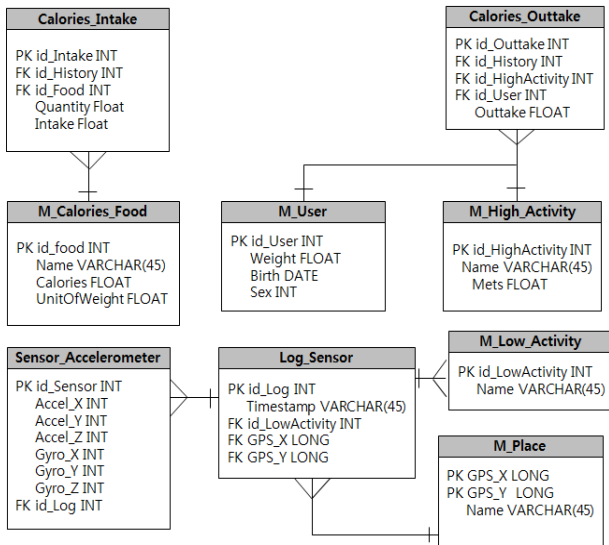 Calories_Intake
PK id_Intake INT
FK id_History INT
FK id_Food INT
Quantity Float
Intake Float
Calories_Outtake
PK id_Outtake INT
FK id_History INT
FK id_HighActivity INT
FK id_User INT
Outtake FLOAT
M_Calories_Food
PK id_food INT
Name VARCHAR(45)
Calories FLOAT
UnitOfWeight FLOAT
M_User
PK id_User INT
Weight FLOAT
Birth DATE
Sex INT
M_High_Activity
PK id_HighActivity INT
Name VARCHAR(45)
Mets FLOAT
Sensor_Accelerometer
PK id_Sensor INT
Accel_X INT
Accel_Y INT
Accel_Z INT
Gyro_X INT
Gyro_Y INT
Gyro_Z INT
FK id_Log INT
Log_Sensor
PK id_Log INT
Timestamp VARCHAR(45)
FK id_LowActivity INT
FK GPS_X LONG
FK GPS_Y LONG
M_Low_Activity
PK id_LowActivity INT
Name VARCHAR(45)
M_Place
PK GPS_X LONG
PK GPS_Y LONG
Name VARCHAR(45)